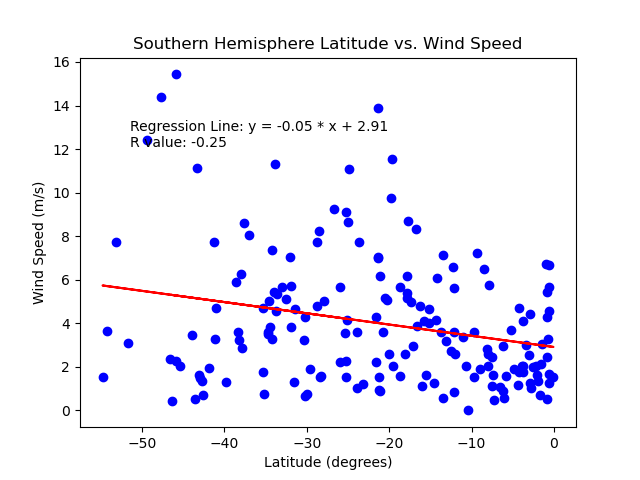 Southern Hemisphere Latitude vs. Wind Speed
16
14
12
10
8
6
4
2
0
Wind Speed (m/s)
Regression Line: y = -0.05 * x + 2.91
R value: -0.25
−50 −40 −30 −20 −10 0
Latitude (degrees)